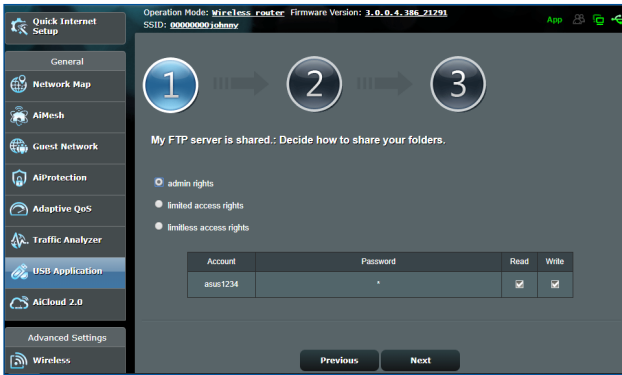 Quick Internet
Setup
Operation Mode: Wireless router Firmware Version: 3.0.0.4.386_21291
SSID: 00000000johnny
App
General
Network Map
AiMesh
Guest Network
AiProtection
Adaptive QoS
Traffic Analyzer
USB Application
AiCloud 2.0
Advanced Settings
Wireless
1 2 3
My FTP server is shared.: Decide how to share your folders.
admin rights
limited access rights
limitless access rights
Account Password Read Write
asus1234 *
Previous Next